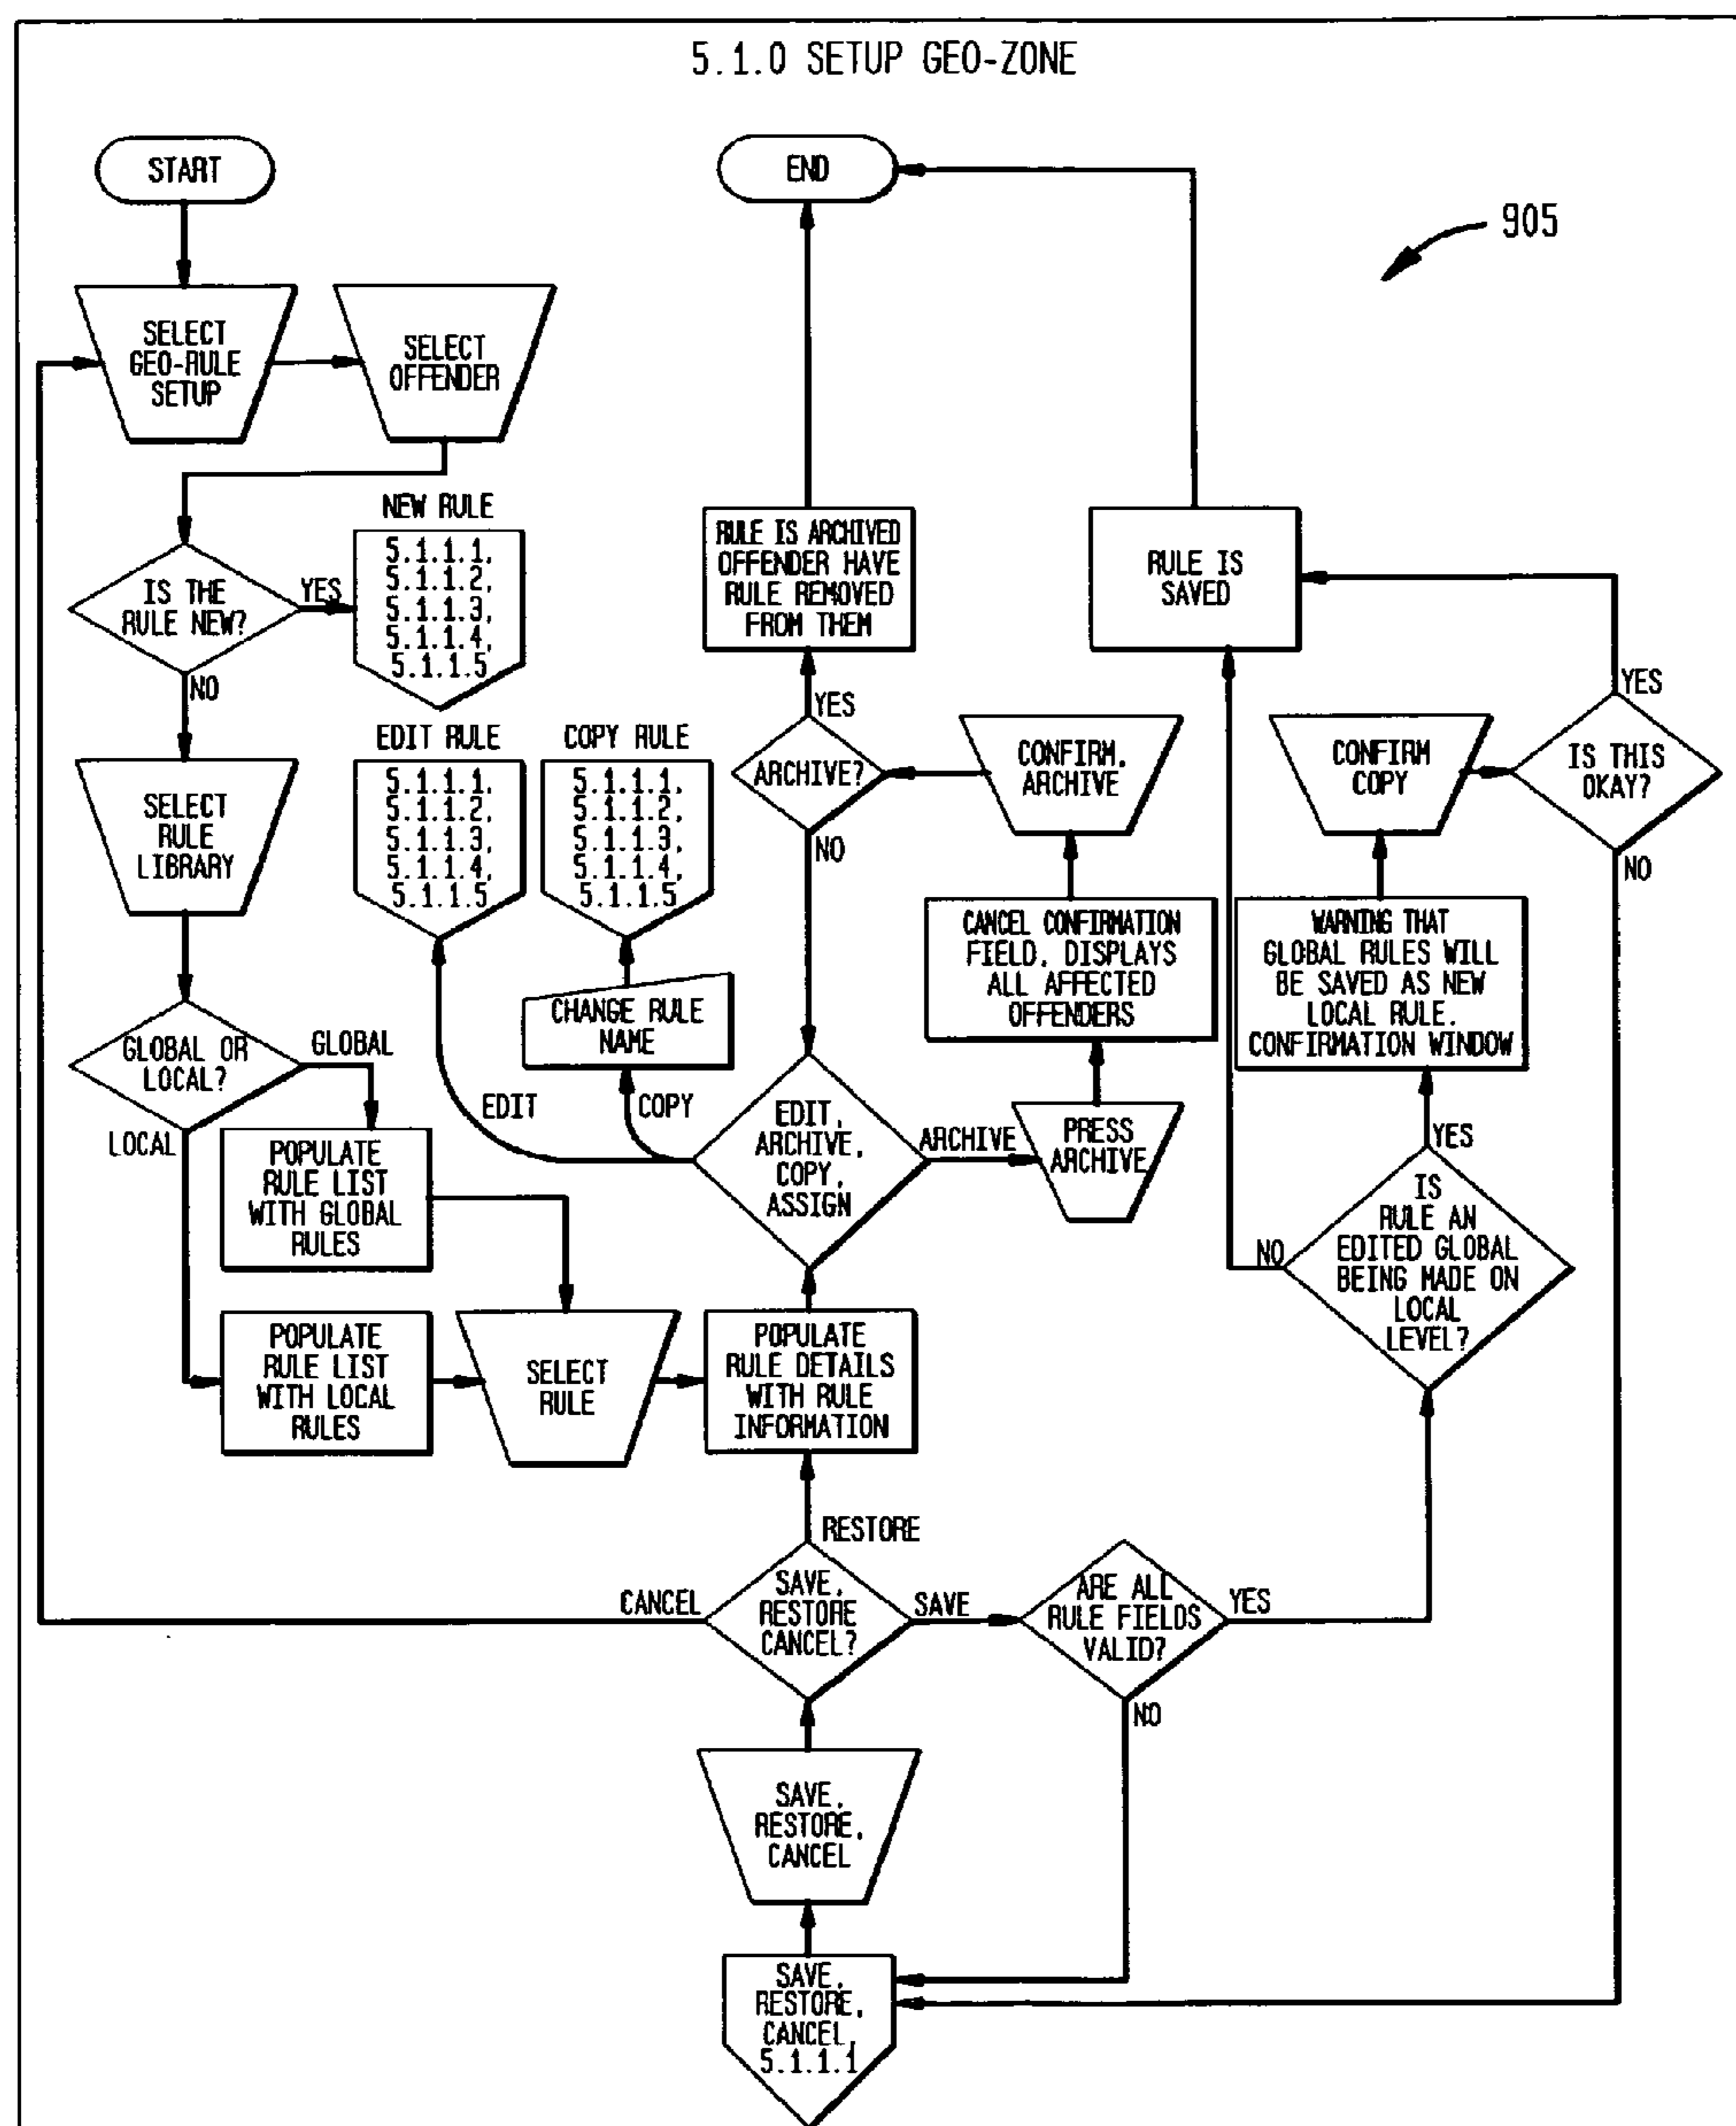 5.1.0 SETUP GEO-ZONE
START
END
905
SELECT
GEO-RULE
SETUP
SELECT
OFFENDER
NEW RULE
5.1.1.1,
5.1.1.2,
5.1.1.3,
5.1.1.4,
5.1.1.5
IS THE
RULE NEW?
YES
NO
RULE IS ARCHIVED
OFFENDER HAVE
RULE REMOVED
FROM THEM
RULE IS
SAVED
YES
YES
EDIT RULE
COPY RULE
SELECT
RULE
LIBRARY
5.1.1.1,
5.1.1.2,
5.1.1.3,
5.1.1.4,
5.1.1.5
5.1.1.1,
5.1.1.2,
5.1.1.3,
5.1.1.4,
5.1.1.5
ARCHIVE?
NO
CONFIRM.
ARCHIVE
CONFIRM
COPY
IS THIS
OKAY?
NO
CANCEL CONFIRMATION
FIELD. DISPLAYS
ALL AFFECTED
OFFENDERS
WARNING THAT
GLOBAL RULES WILL
BE SAVED AS NEW
LOCAL RULE.
CONFIRMATION WINDOW
CHANGE RULE
NAME
GLOBAL OR
LOCAL?
GLOBAL
LOCAL
EDIT
COPY
EDIT,
ARCHIVE,
COPY,
ASSIGN
ARCHIVE
PRESS
ARCHIVE
YES
IS
RULE AN
EDITED GLOBAL
BEING MADE ON
LOCAL
LEVEL?
NO
POPULATE
RULE LIST
WITH GLOBAL
RULES
POPULATE
RULE LIST
WITH LOCAL
RULES
SELECT
RULE
POPULATE
RULE DETAILS
WITH RULE
INFORMATION
RESTORE
CANCEL
SAVE,
RESTORE
CANCEL?
SAVE
ARE ALL
RULE FIELDS
VALID?
YES
NO
SAVE,
RESTORE,
CANCEL
SAVE,
RESTORE,
CANCEL,
5.1.1.1